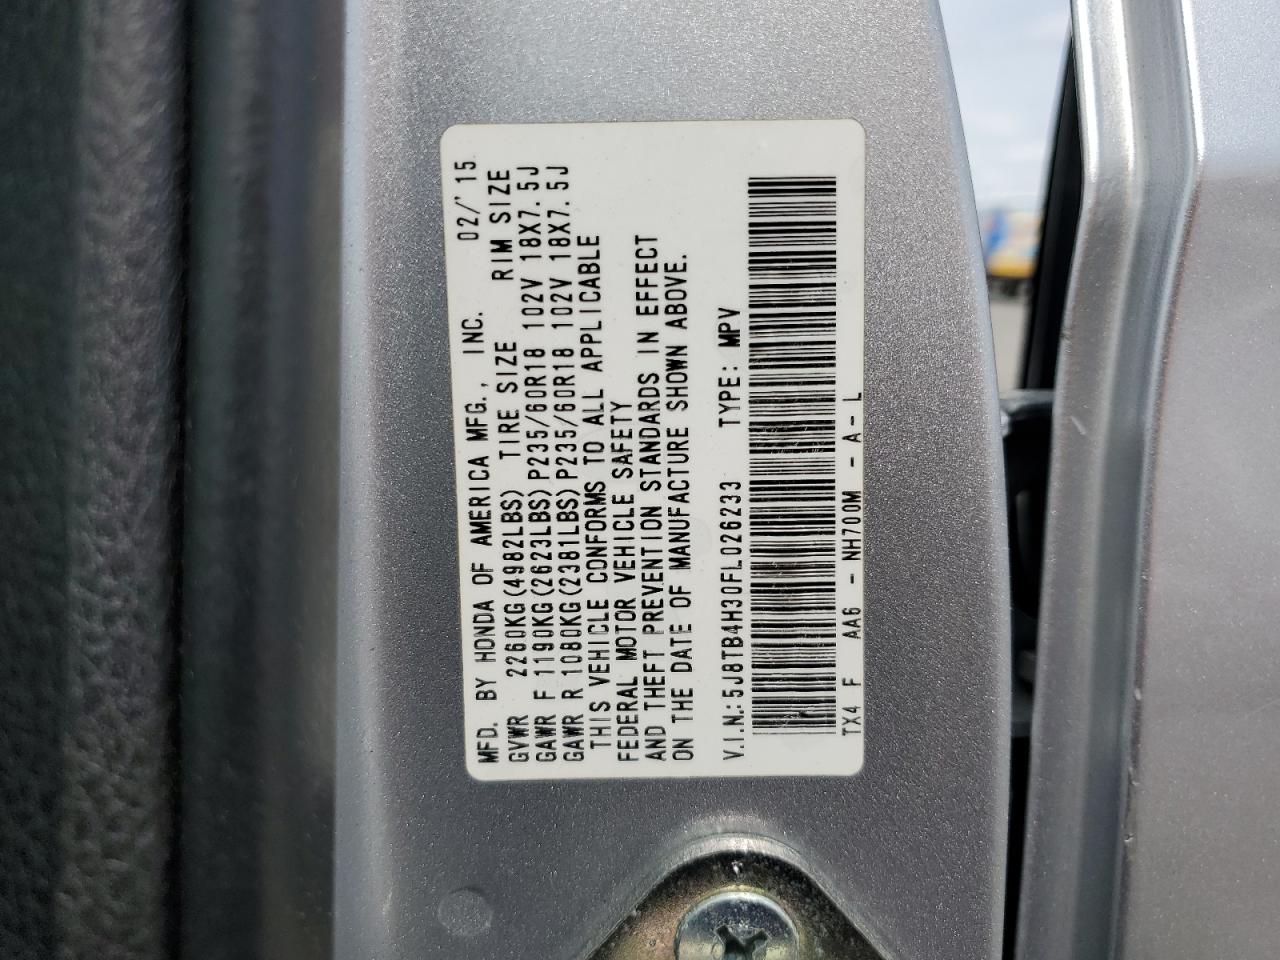 MFD. BY HONDA OF AMERICA MFG., INC. 02/'15
GVWR 2260KG(4982LBS) TIRE SIZE RIM SIZE
GAWR F 1190KG(2623LBS)P235/60R18 102V 18X7.5J
GAWR R 1080KG(2381LBS)P235/60R18 102V 18X7.5J
THIS VEHICLE CONFORMS TO ALL APPLICABLE
FEDERAL MOTOR VEHICLE SAFETY
AND THEFT PREVENTION STANDARDS IN EFFECT
ON THE DATE OF MANUFACTURE SHOWN ABOVE.
V.I.N.:5J8TB4H30FL026233 TYPE: MPV
TX4 F AA6 - NH700M - A - L